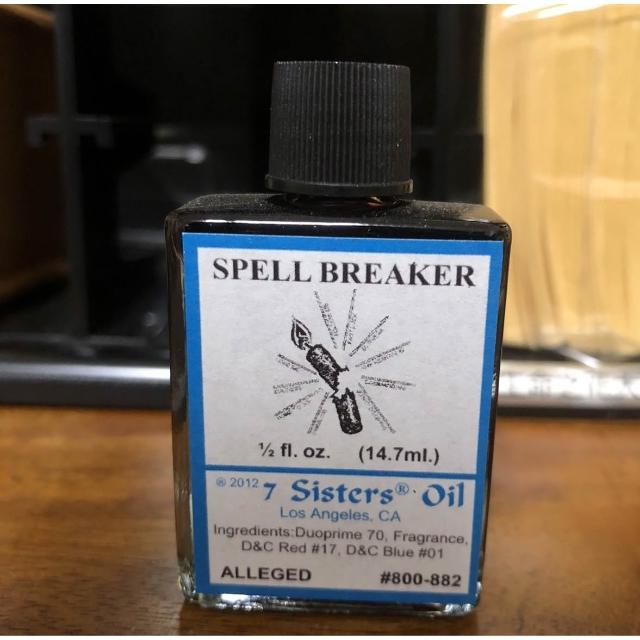 SPELL BREAKER
½ fl. oz. (14.7ml.)
® 2012 7 Sisters® Oil
Los Angeles, CA
Ingredients:Duoprime 70, Fragrance,
D&C Red #17, D&C Blue #01
ALLEGED #800-882